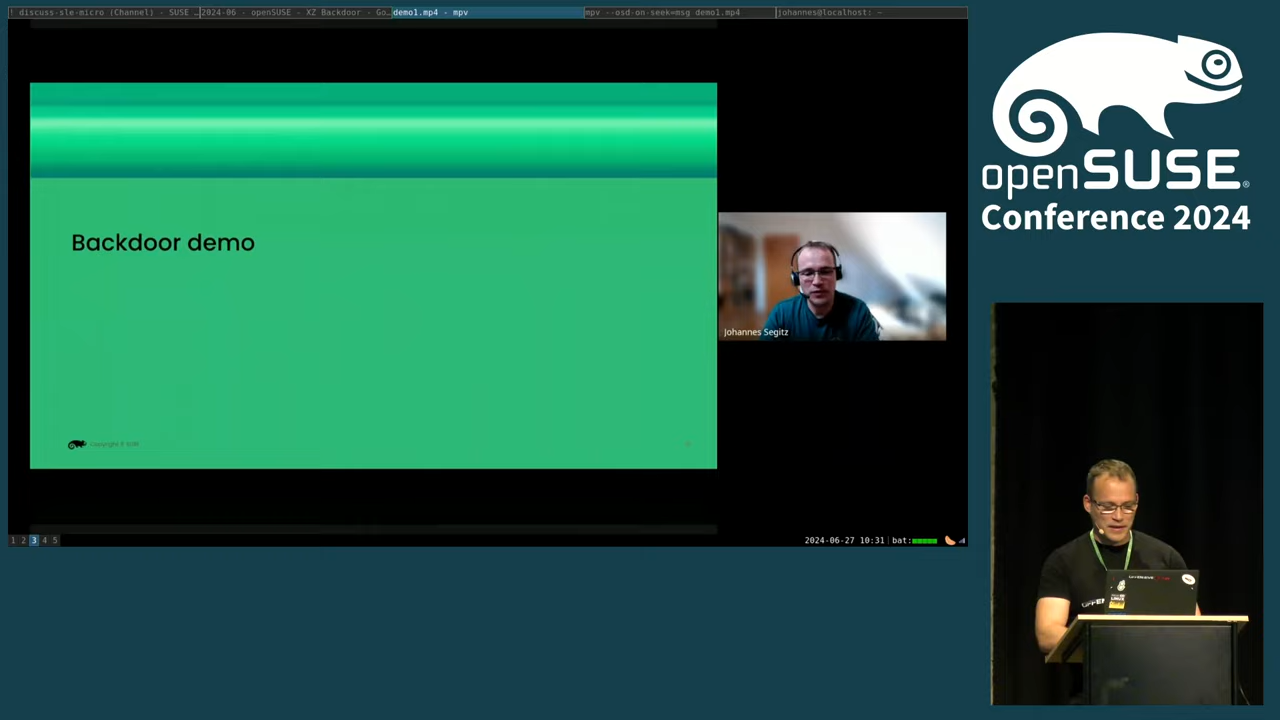 discuss-sle-micro (Channel) - SUSE …
2024-06 - openSUSE - XZ Backdoor - Go…
demo1.mp4 - mpv
mpv --osd-on-seek=msg demo1.mp4
johannes@localhost: ~
Backdoor demo
Johannes Segitz
Copyright © SUSE
1 2 3 4 5
2024-06-27 10:31
bat:
openSUSE®
Conference 2024